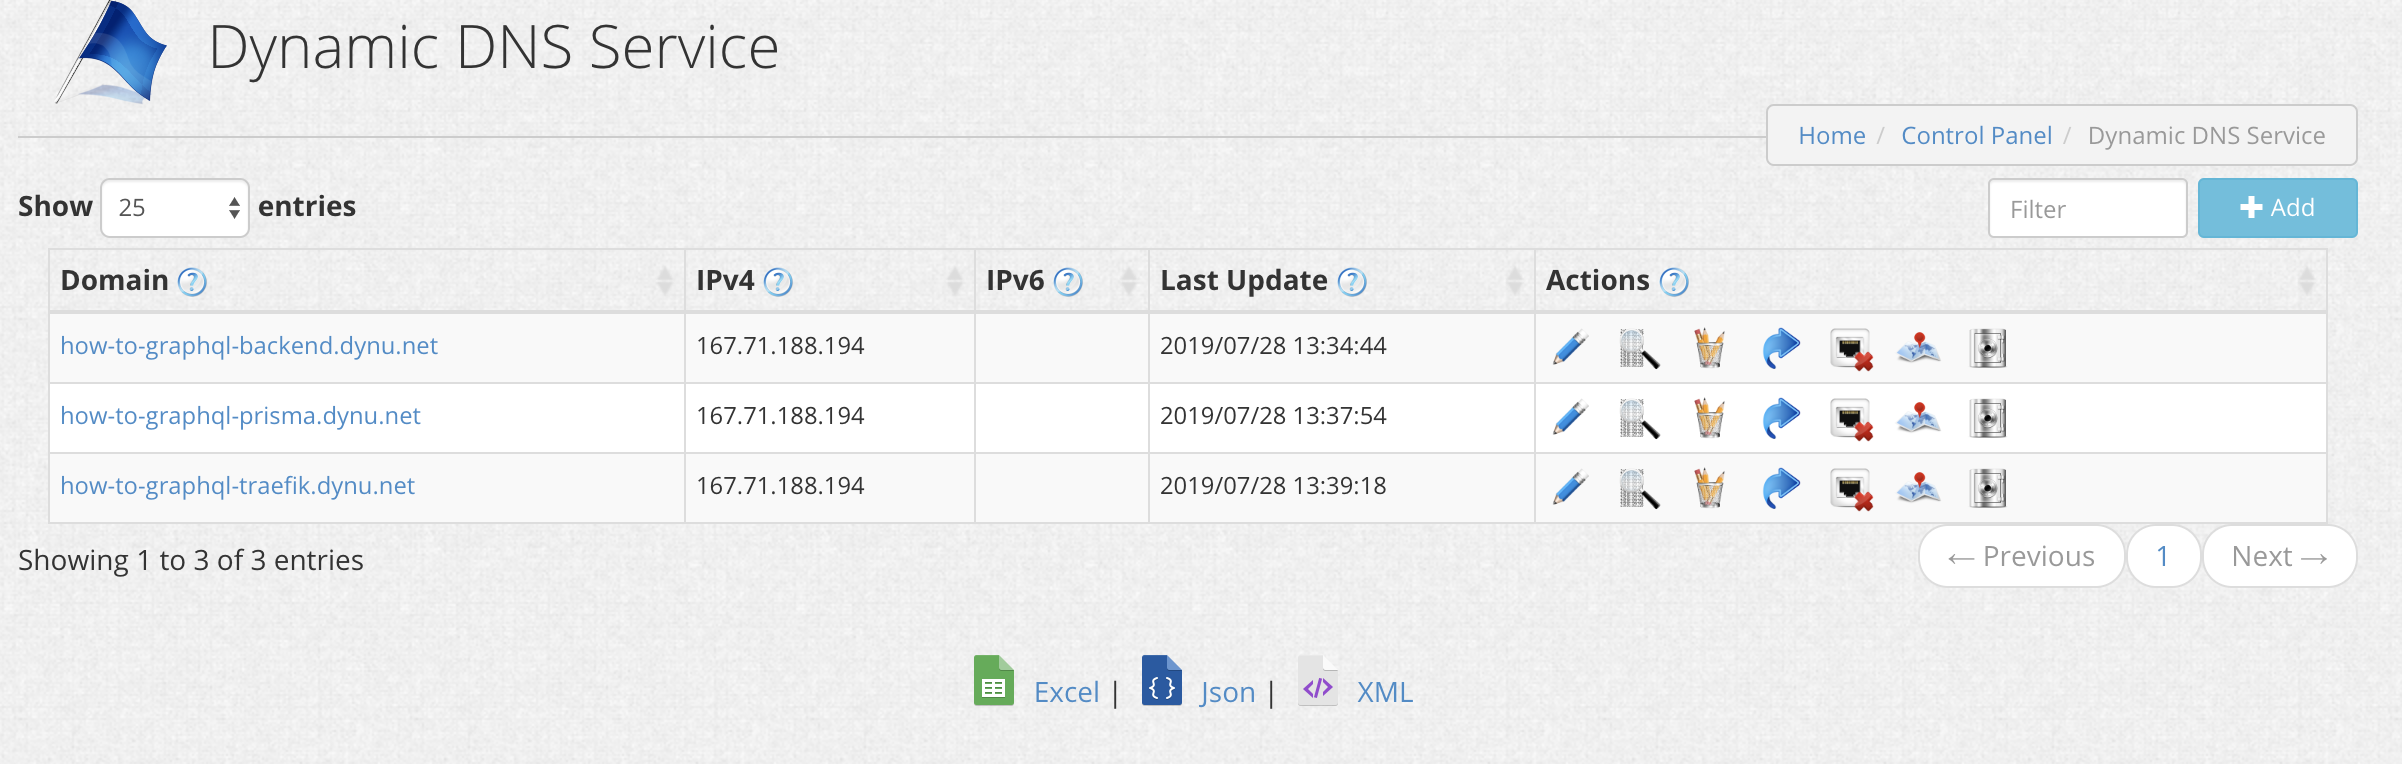 Dynamic DNS Service
Home / Control Panel / Dynamic DNS Service
Show 25 entries
Filter
Add
Domain ? IPv4 ? IPv6 ? Last Update ? Actions ?
how-to-graphql-backend.dynu.net 167.71.188.194 2019/07/28 13:34:44
how-to-graphql-prisma.dynu.net 167.71.188.194 2019/07/28 13:37:54
how-to-graphql-traefik.dynu.net 167.71.188.194 2019/07/28 13:39:18
Showing 1 to 3 of 3 entries
← Previous 1 Next →
Excel | Json | XML